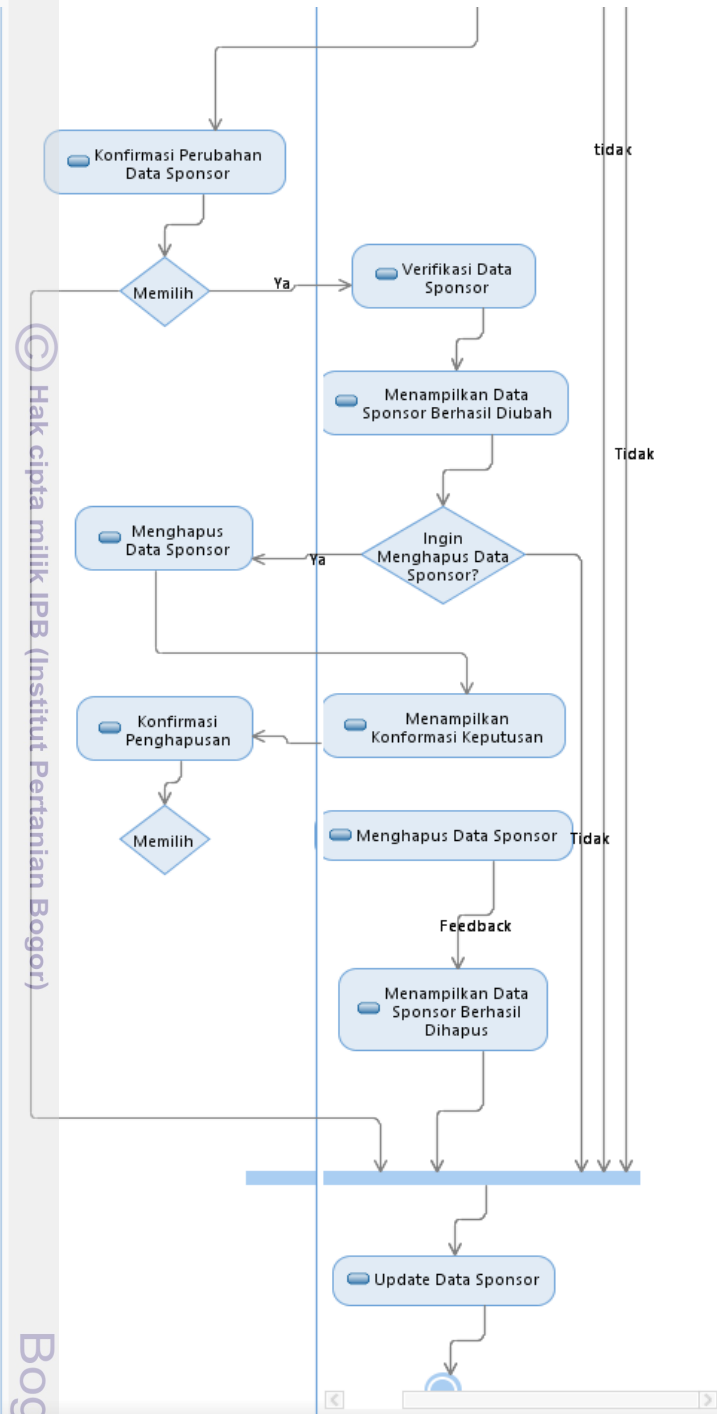 tidak
Konfirmasi Perubahan
Data Sponsor
Memilih
Ya
Verifikasi Data
Sponsor
Menampilkan Data
Sponsor Berhasil Diubah
Tidak
Ingin
Menghapus Data
Sponsor?
Ya
Menghapus
Data Sponsor
Menampilkan
Konformasi Keputusan
Konfirmasi
Penghapusan
Memilih
Menghapus Data Sponsor
Tidak
Feedback
Menampilkan Data
Sponsor Berhasil
Dihapus
Update Data Sponsor
© Hak cipta milik IPB (Institut Pertanian Bogor)
Bog